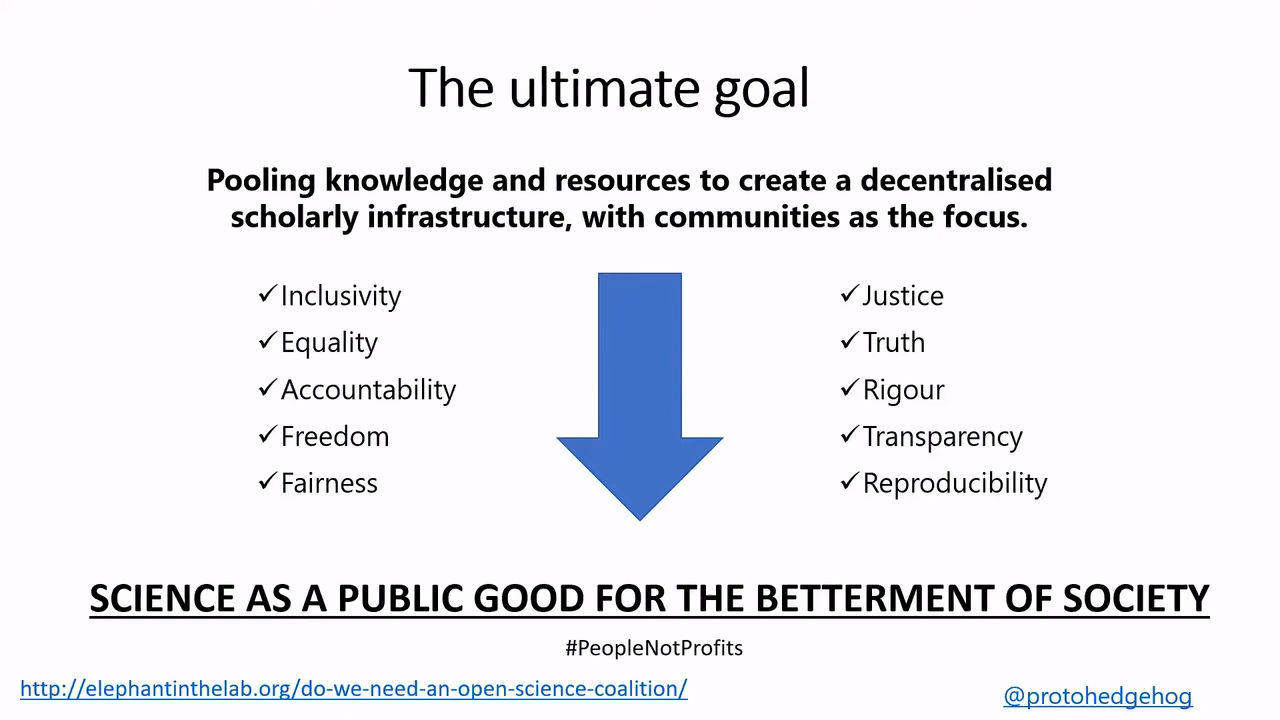 The ultimate goal
Pooling knowledge and resources to create a decentralised
scholarly infrastructure, with communities as the focus.
✓Inclusivity
✓Equality
✓Accountability
✓Freedom
✓Fairness
✓Justice
✓Truth
✓Rigour
✓Transparency
✓Reproducibility
SCIENCE AS A PUBLIC GOOD FOR THE BETTERMENT OF SOCIETY
#PeopleNotProfits
http://elephantinthelab.org/do-we-need-an-open-science-coalition/
@protohedgehog